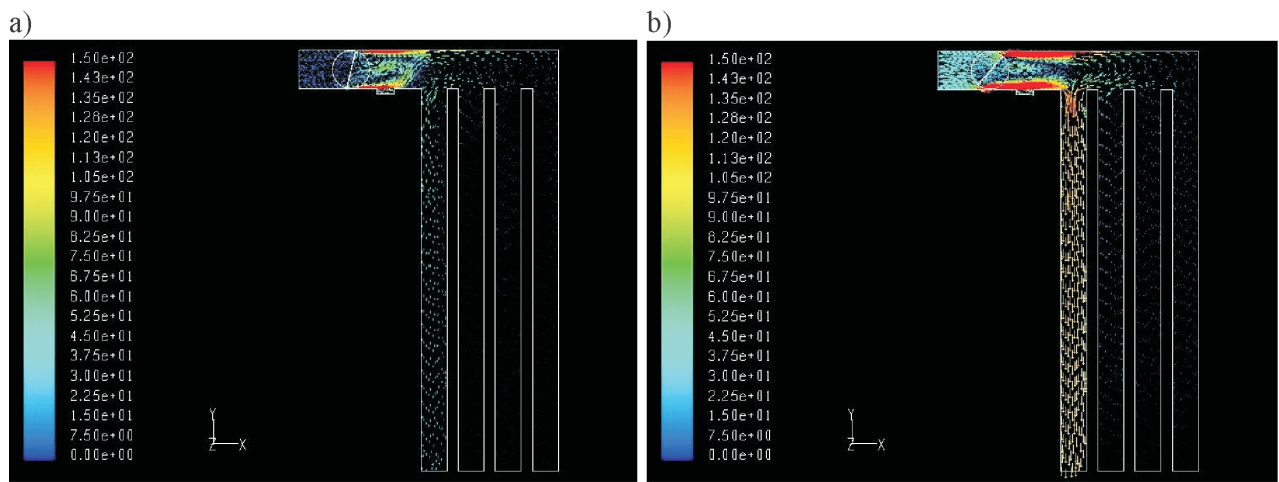 a)
1.50e+02
1.43e+02
1.35e+02
1.28e+02
1.20e+02
1.13e+02
1.05e+02
9.75e+01
9.00e+01
8.25e+01
7.50e+01
6.75e+01
6.00e+01
5.25e+01
4.50e+01
3.75e+01
3.00e+01
2.25e+01
1.50e+01
7.50e+00
0.00e+00
Y
Z X
b)
1.50e+02
1.43e+02
1.35e+02
1.28e+02
1.20e+02
1.13e+02
1.05e+02
9.75e+01
9.00e+01
8.25e+01
7.50e+01
6.75e+01
6.00e+01
5.25e+01
4.50e+01
3.75e+01
3.00e+01
2.25e+01
1.50e+01
7.50e+00
0.00e+00
Y
Z X